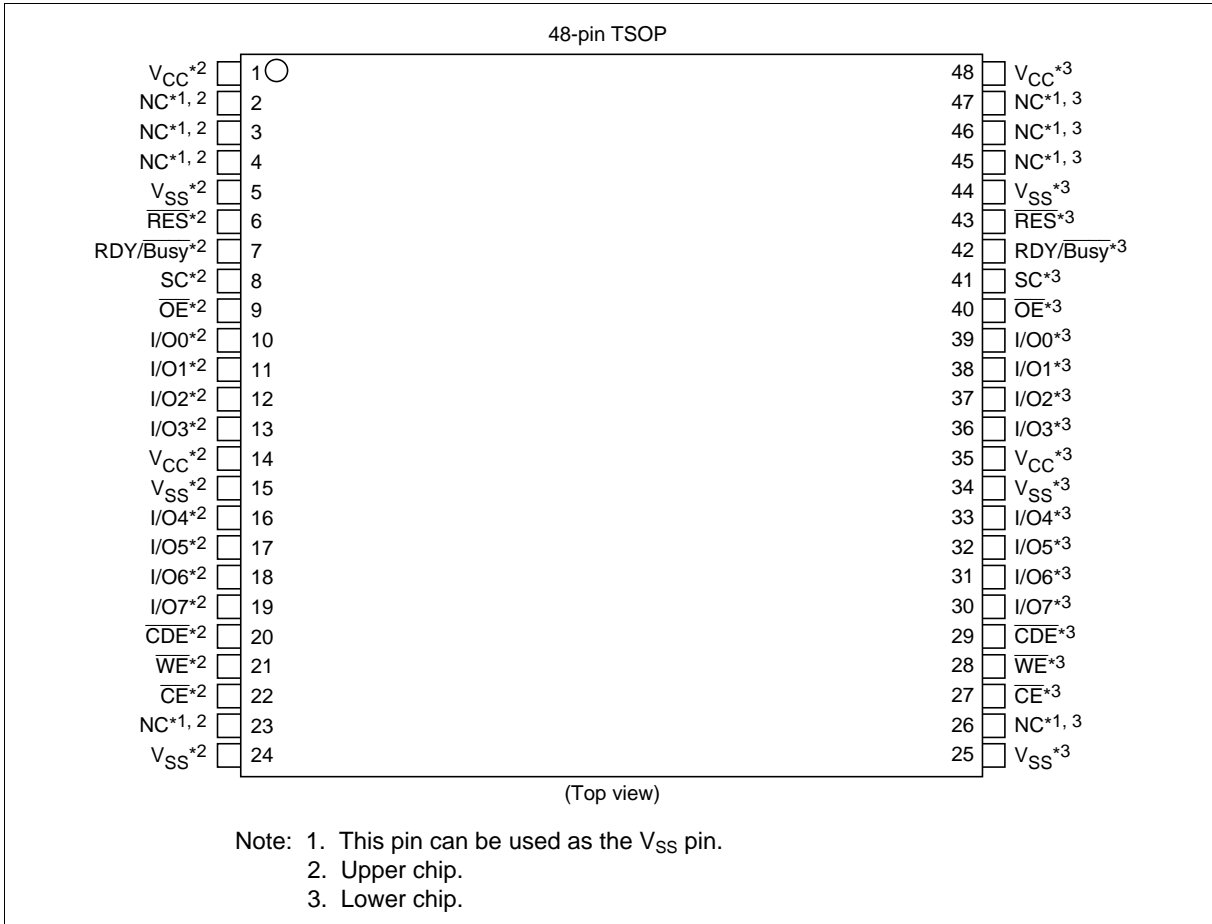 48-pin TSOP
VCC*2 1 48 VCC*3
NC*1, 2 2 47 NC*1, 3
NC*1, 2 3 46 NC*1, 3
NC*1, 2 4 45 NC*1, 3
VSS*2 5 44 VSS*3
RES*2 6 43 RES*3
RDY/Busy*2 7 42 RDY/Busy*3
SC*2 8 41 SC*3
OE*2 9 40 OE*3
I/O0*2 10 39 I/O0*3
I/O1*2 11 38 I/O1*3
I/O2*2 12 37 I/O2*3
I/O3*2 13 36 I/O3*3
VCC*2 14 35 VCC*3
VSS*2 15 34 VSS*3
I/O4*2 16 33 I/O4*3
I/O5*2 17 32 I/O5*3
I/O6*2 18 31 I/O6*3
I/O7*2 19 30 I/O7*3
CDE*2 20 29 CDE*3
WE*2 21 28 WE*3
CE*2 22 27 CE*3
NC*1, 2 23 26 NC*1, 3
VSS*2 24 25 VSS*3
(Top view)
Note: 1. This pin can be used as the VSS pin.
2. Upper chip.
3. Lower chip.